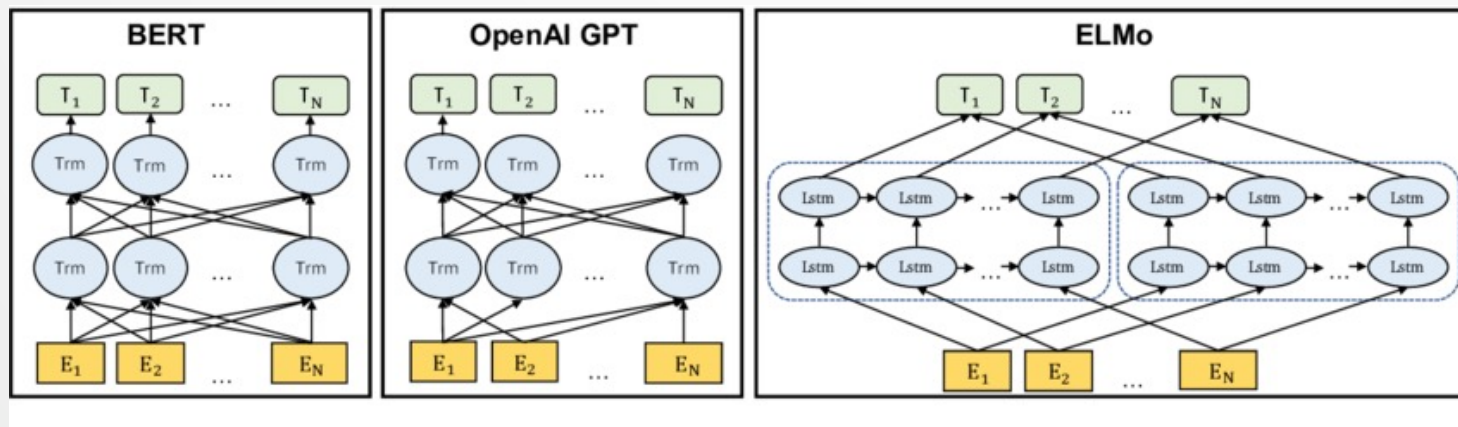 BERT
T1 T2 ... TN
Trm Trm ... Trm
Trm Trm ... Trm
E1 E2 ... EN
OpenAI GPT
T1 T2 ... TN
Trm Trm ... Trm
Trm Trm ... Trm
E1 E2 ... EN
ELMo
T1 T2 ... TN
Lstm Lstm ... Lstm Lstm Lstm ... Lstm
Lstm Lstm ... Lstm Lstm Lstm ... Lstm
E1 E2 ... EN